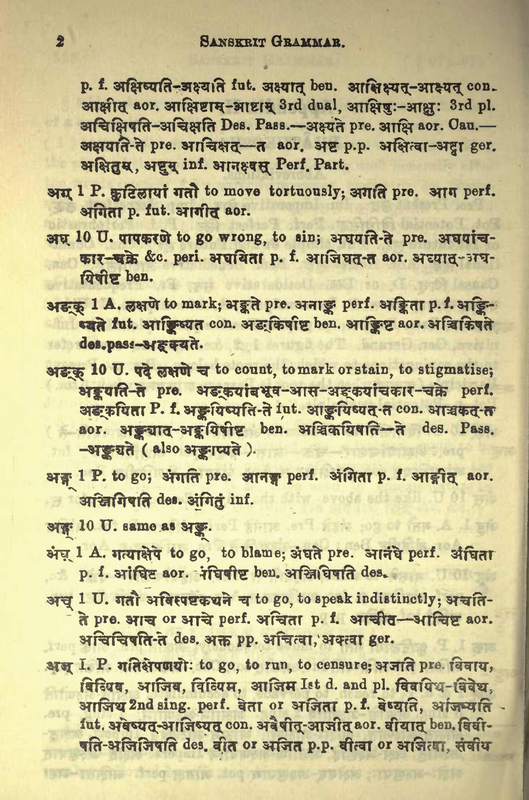 2 SANSKRIT GRAMMAR.
p. f. अक्षिष्यति-अक्ष्यति fut. अक्ष्यात् ben. आक्षिष्यत्-आक्ष्यत् con.
आक्षीत् aor. आक्षिष्टाम्-आष्टाम् 3rd dual, आक्षिषुः-आक्षुः 3rd pl.
अचिक्षिषति-अचिक्षति Des. Pass.—अक्ष्यते pre. आक्षि aor. Cau.—
अक्षयति-ते pre. आचिक्षत्—त aor. अष्ट p.p. अक्षित्वा-अष्ट्वा ger.
अक्षितुम्, अष्टुम् inf. आनक्ष्वस् Perf. Part.
अग् 1 P. कुटिलायां गतौ to move tortuously; अगति pre. आग perf.
अगिता p. fut. आगीत् aor.
अघ् 10 U. पापकरणे to go wrong, to sin; अघयति-ते pre. अघयांच-
कार-चक्रे &c. peri. अघयिता p. f. आजिघत्-त aor. अघ्यात्-अघ-
यिषीष्ट ben.
अङ्क् 1 A. लक्षणे to mark; अङ्कते pre. आनङ्के perf. अङ्किता p. f. अङ्कि-
ष्यते fut. आङ्किष्यत con. अङ्किषीष्ट ben. आङ्किष्ट aor. अञ्चिकिषते
des. pass-अङ्क्यते.
अङ्क् 10 U. पदे लक्षणे च to count, to mark or stain, to stigmatise;
अङ्कयति-ते pre. अङ्कयांबभूव-आस-अङ्कयांचकार-चक्रे perf.
अङ्कयिता P. f. अङ्कयिष्यति-ते fut. आङ्कयिष्यत्-त con. आञ्चकत्-त
aor. अङ्क्यात्-अङ्कयिषीष्ट ben. अञ्चिकयिषति—ते des. Pass.
-अङ्क्यते ( also अङ्काप्यते ).
अङ्ग् 1 P. to go; अंगति pre. आनङ्ग perf. अंगिता p. f. आङ्गीत् aor.
अञ्जिगिषति des. अंगितुं inf.
अङ्ग् 10 U. same as अङ्क्.
अंघ् 1 A. गत्याक्षेपे to go, to blame; अंघते pre. आनंघे perf. अंघिता
p. f. आंघिष्ट aor. अंघिषीष्ट ben. अञ्जिघिषति des.
अच् 1 U. गतौ अविस्पष्टकथने च to go, to speak indistinctly; अचति-
ते pre. आच or आचे perf. अचिता p. f. आचीत्—आचिष्ट aor.
अचिचिषति-ते des. अक्त pp. अचित्वा, अक्त्वा ger.
अज् I. P. गतिक्षेपणयोः to go, to run, to censure; अजति pre. विवाय,
विव्यिव, आजिव, विव्यिम, आजिम Ist d. and pl. विवयिथ-विवेथ,
आजिथ 2nd sing. perf. वेता or अजिता p. f. वेष्यति, अजिष्यति
fut. अवेष्यत्-आजिष्यत् con. अवैषीत्-आजीत् aor. वीयात् ben. विवी-
षति-अजिजिषति des. वीत or अजित p.p. वीत्वा or अजित्वा, संवीय